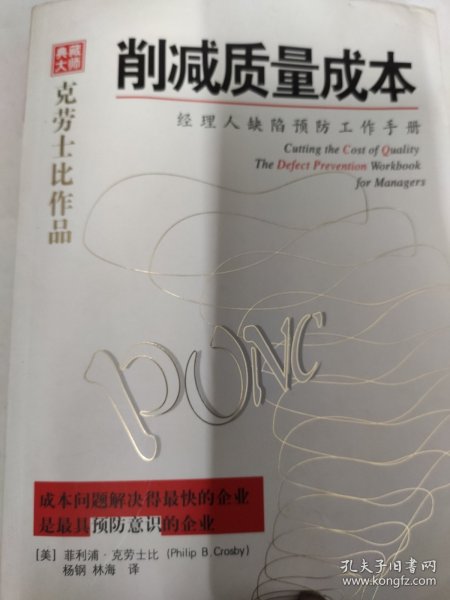 典藏
大师
克劳士比作品
削减质量成本
经理人缺陷预防工作手册
Cutting the Cost of Quality
The Defect Prevention Workbook
for Managers
PONC
成本问题解决得最快的企业
是最具预防意识的企业
[美] 菲利浦·克劳士比 (Philip B. Crosby)
杨钢 林海 译
孔夫子旧书网
www.kongfz.com